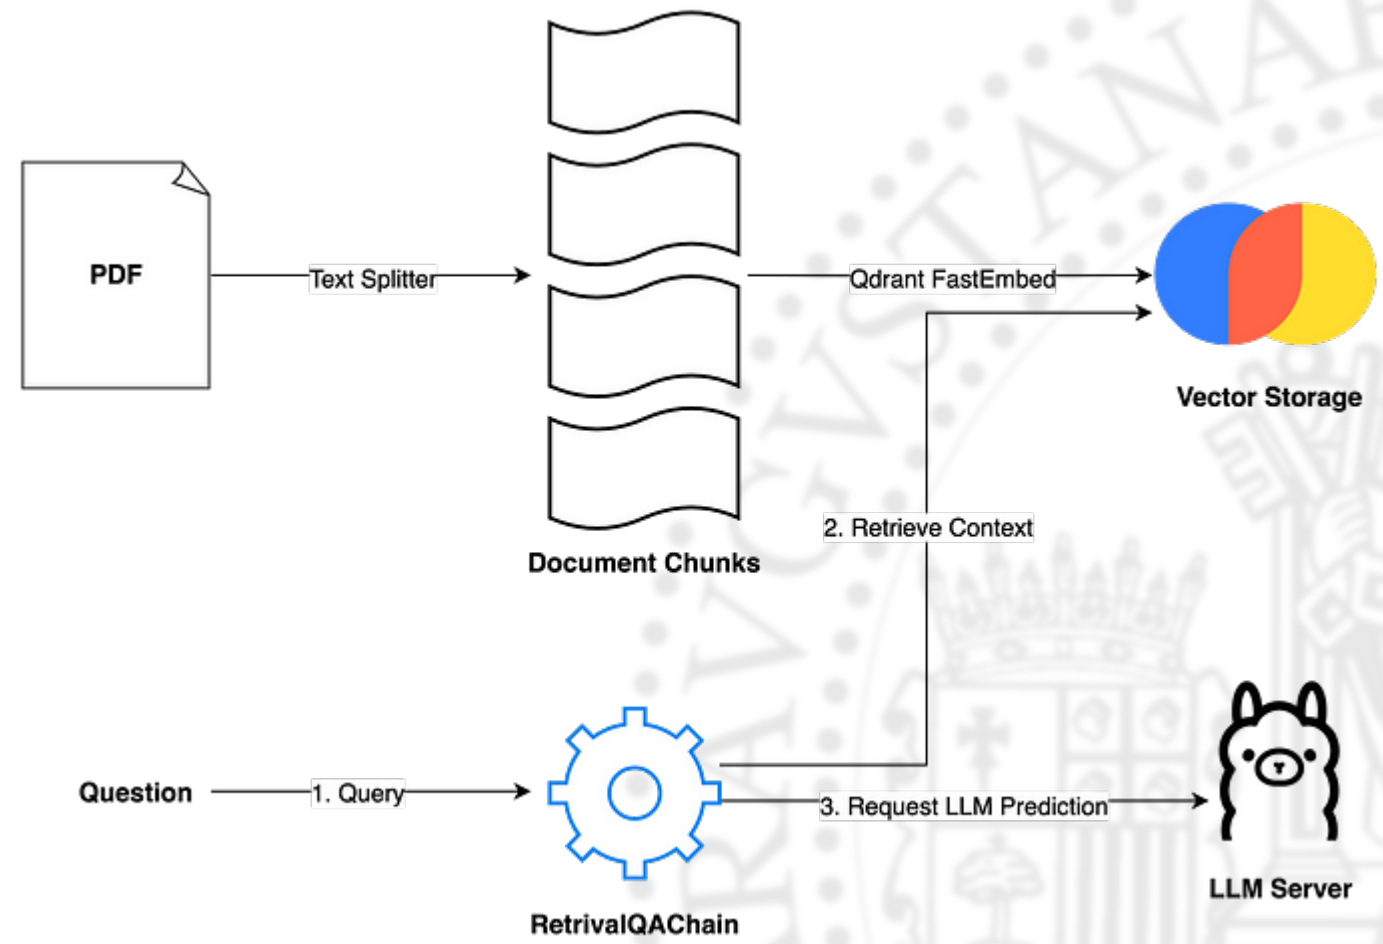 PDF
Text Splitter
Qdrant FastEmbed
Vector Storage
2. Retrieve Context
Document Chunks
Question
1. Query
3. Request LLM Prediction
LLM Server
RetrivalQAChain